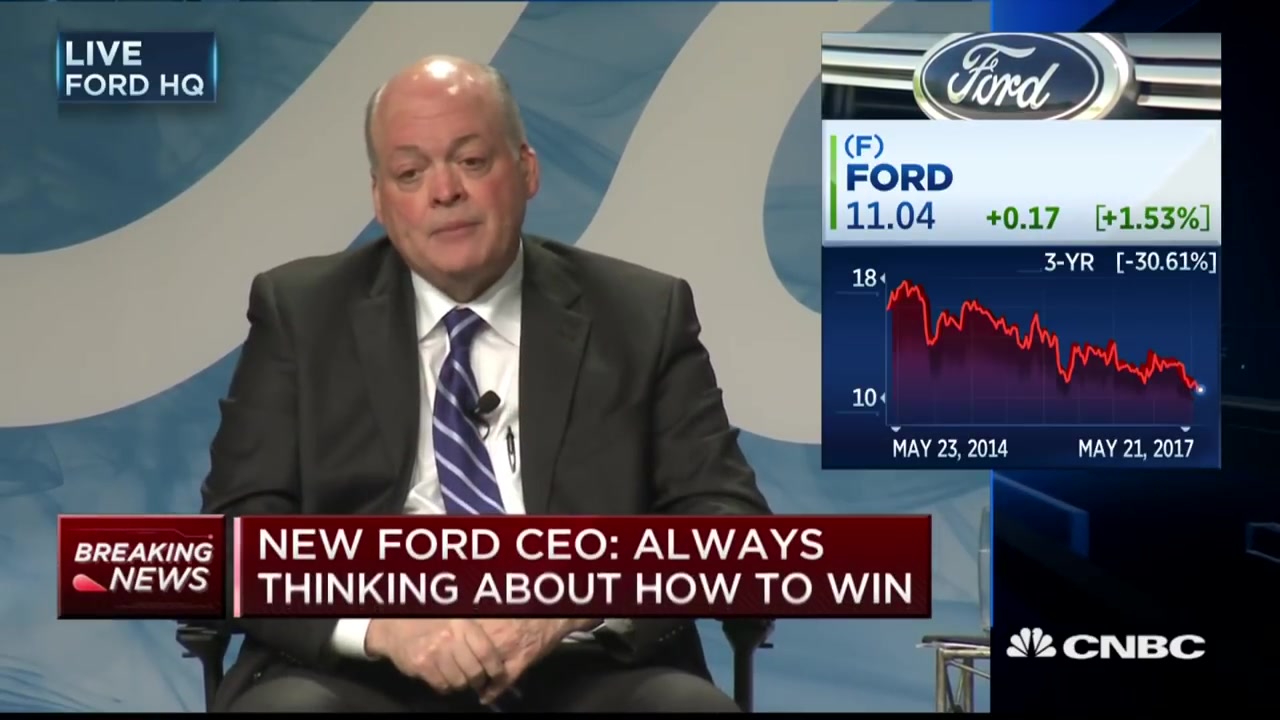 LIVE
FORD HQ
Ford
(F)
FORD
11.04 +0.17 [+1.53%]
3-YR [-30.61%]
18
10
MAY 23, 2014 MAY 21, 2017
BREAKING
NEWS
NEW FORD CEO: ALWAYS
THINKING ABOUT HOW TO WIN
CNBC